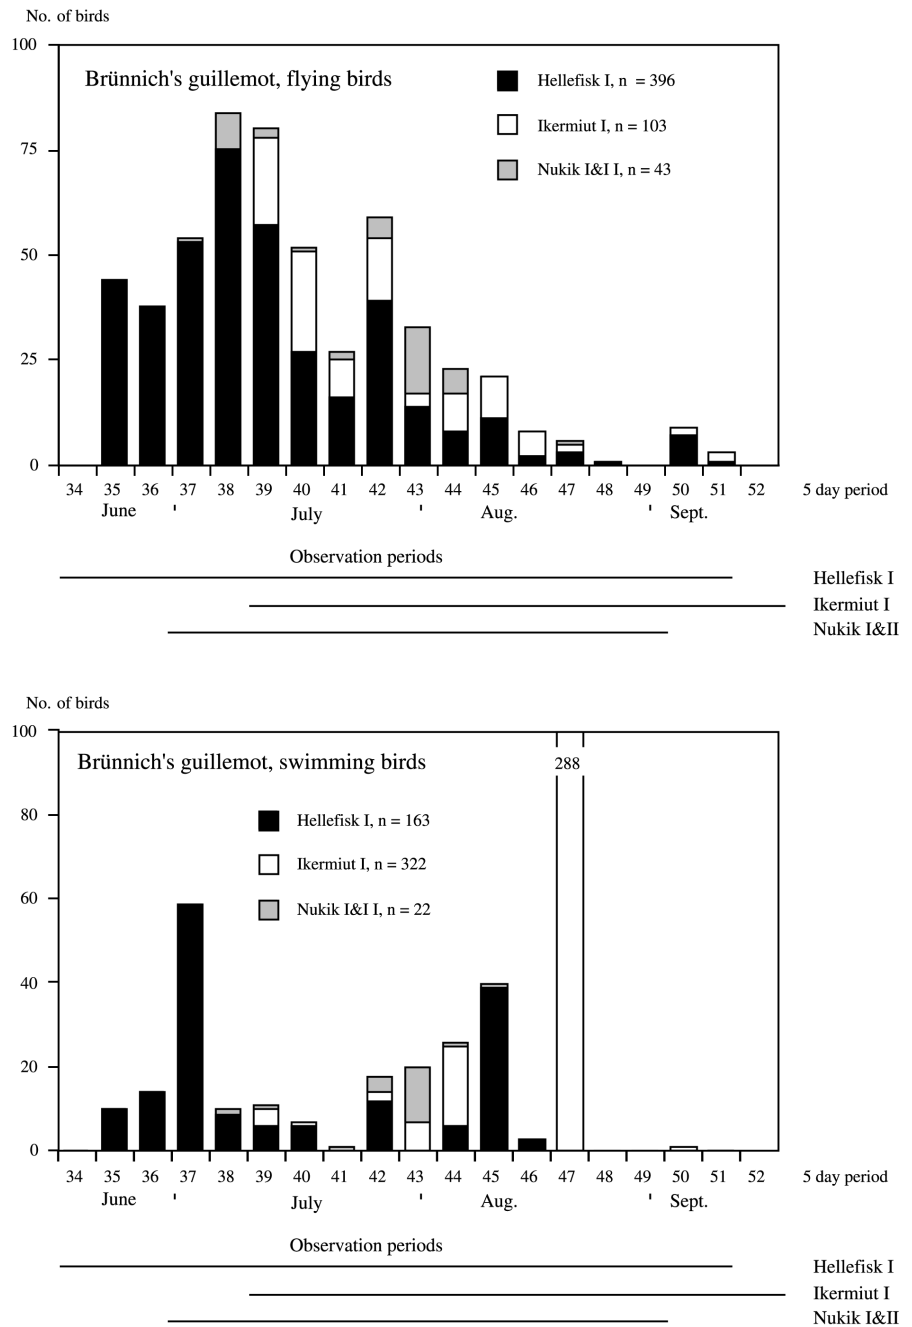 No. of birds
100
Brünnich's guillemot, flying birds
Hellefisk I, n = 396
Ikermiut I, n = 103
75
Nukik I&I I, n = 43
50
25
0
34 35 36 37 38 39 40 41 42 43 44 45 46 47 48 49 50 51 52 5 day period
June ' July ' Aug. ' Sept.
Observation periods
Hellefisk I
Ikermiut I
Nukik I&II
No. of birds
100
Brünnich's guillemot, swimming birds
288
80
Hellefisk I, n = 163
Ikermiut I, n = 322
60
Nukik I&I I, n = 22
40
20
0
34 35 36 37 38 39 40 41 42 43 44 45 46 47 48 49 50 51 52 5 day period
June ' July ' Aug. ' Sept.
Observation periods
Hellefisk I
Ikermiut I
Nukik I&II